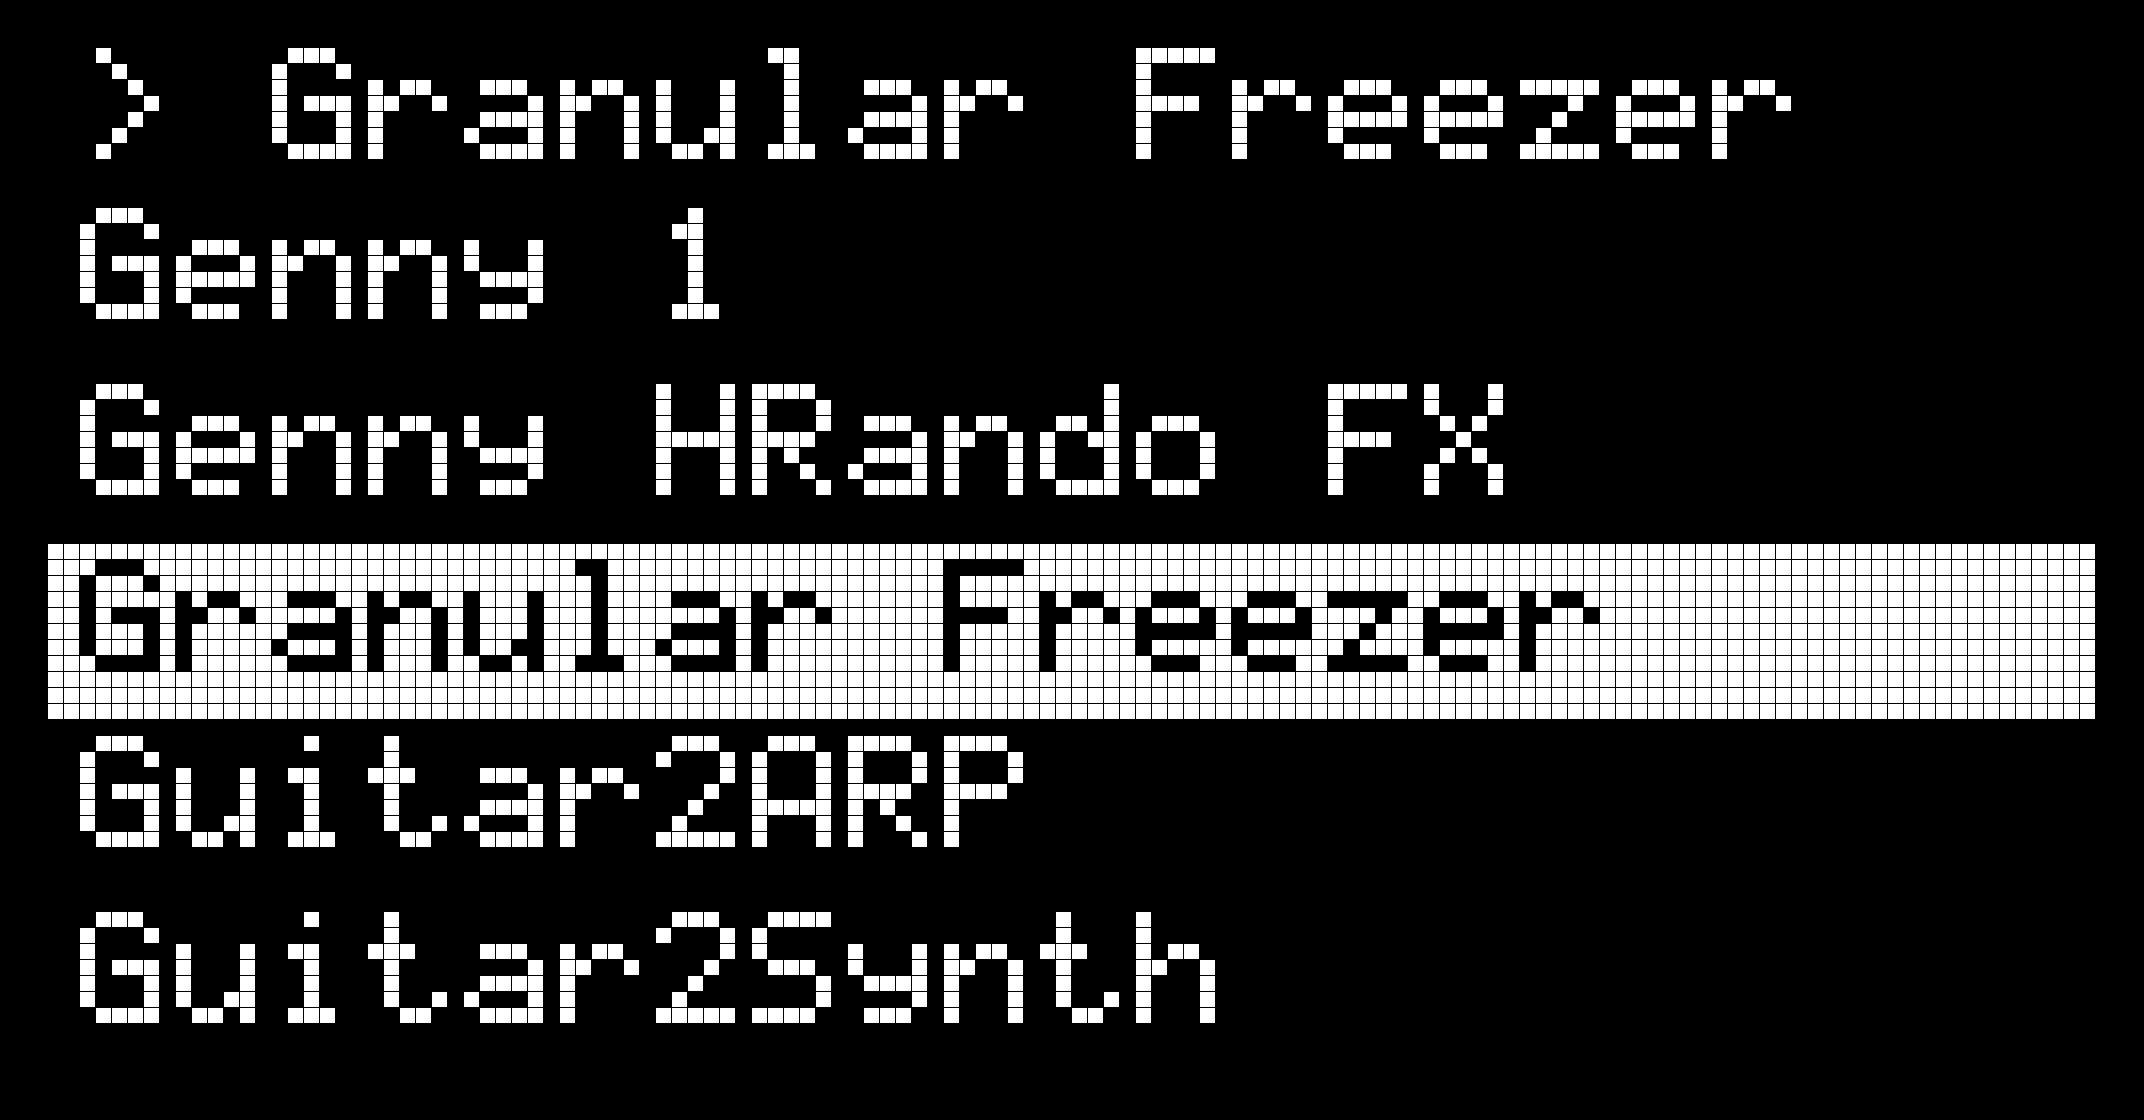 > Granular Freezer
Genny 1
Genny HRando FX
Granular Freezer
Guitar2ARP
Guitar2Synth